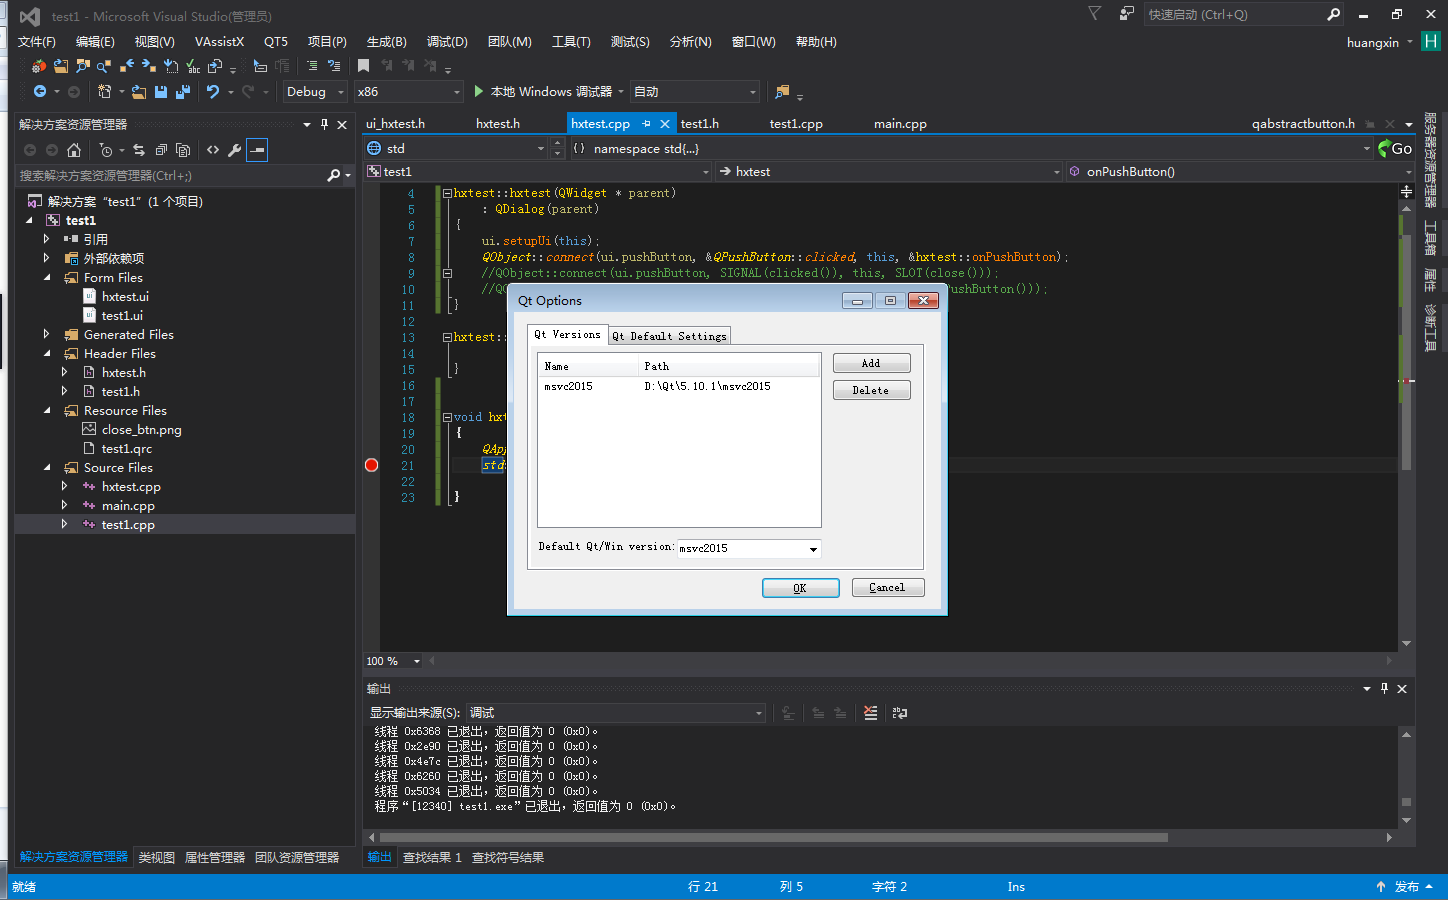 test1 - Microsoft Visual Studio(管理员)
快速启动 (Ctrl+Q)
文件(F) 编辑(E) 视图(V) VAssistX QT5 项目(P) 生成(B) 调试(D) 团队(M) 工具(T) 测试(S) 分析(N) 窗口(W) 帮助(H)
huangxin H
Debug x86 本地 Windows 调试器 自动
解决方案资源管理器
搜索解决方案资源管理器(Ctrl+;)
解决方案 "test1" (1 个项目)
test1
引用
外部依赖项
Form Files
hxtest.ui
test1.ui
Generated Files
Header Files
hxtest.h
test1.h
Resource Files
close_btn.png
test1.qrc
Source Files
hxtest.cpp
main.cpp
test1.cpp
解决方案资源管理器 类视图 属性管理器 团队资源管理器
ui_hxtest.h hxtest.h hxtest.cpp test1.h test1.cpp main.cpp qabstractbutton.h
std {} namespace std{...} Go
test1 hxtest onPushButton()
4 hxtest::hxtest(QWidget * parent)
5 : QDialog(parent)
6 {
7 ui.setupUi(this);
8 QObject::connect(ui.pushButton, &QPushButton::clicked, this, &hxtest::onPushButton);
9 //QObject::connect(ui.pushButton, SIGNAL(clicked()), this, SLOT(close()));
10 //QO PushButton()));
11 }
12
13 hxtest::
14
15 }
16
17
18 void hxt
19 {
20 QApp
21 std
22
23 }
Qt Options
Qt Versions Qt Default Settings
Name Path
msvc2015 D:\Qt\5.10.1\msvc2015
Add
Delete
Default Qt/Win version: msvc2015
OK Cancel
100 %
输出
显示输出来源(S): 调试
线程 0x6368 已退出，返回值为 0 (0x0)。
线程 0x2e90 已退出，返回值为 0 (0x0)。
线程 0x4e7c 已退出，返回值为 0 (0x0)。
线程 0x6260 已退出，返回值为 0 (0x0)。
线程 0x5034 已退出，返回值为 0 (0x0)。
程序“[12340] test1.exe”已退出，返回值为 0 (0x0)。
输出 查找结果 1 查找符号结果
服务器资源管理器
工具箱
属性
诊断工具
就绪 行 21 列 5 字符 2 Ins 发布